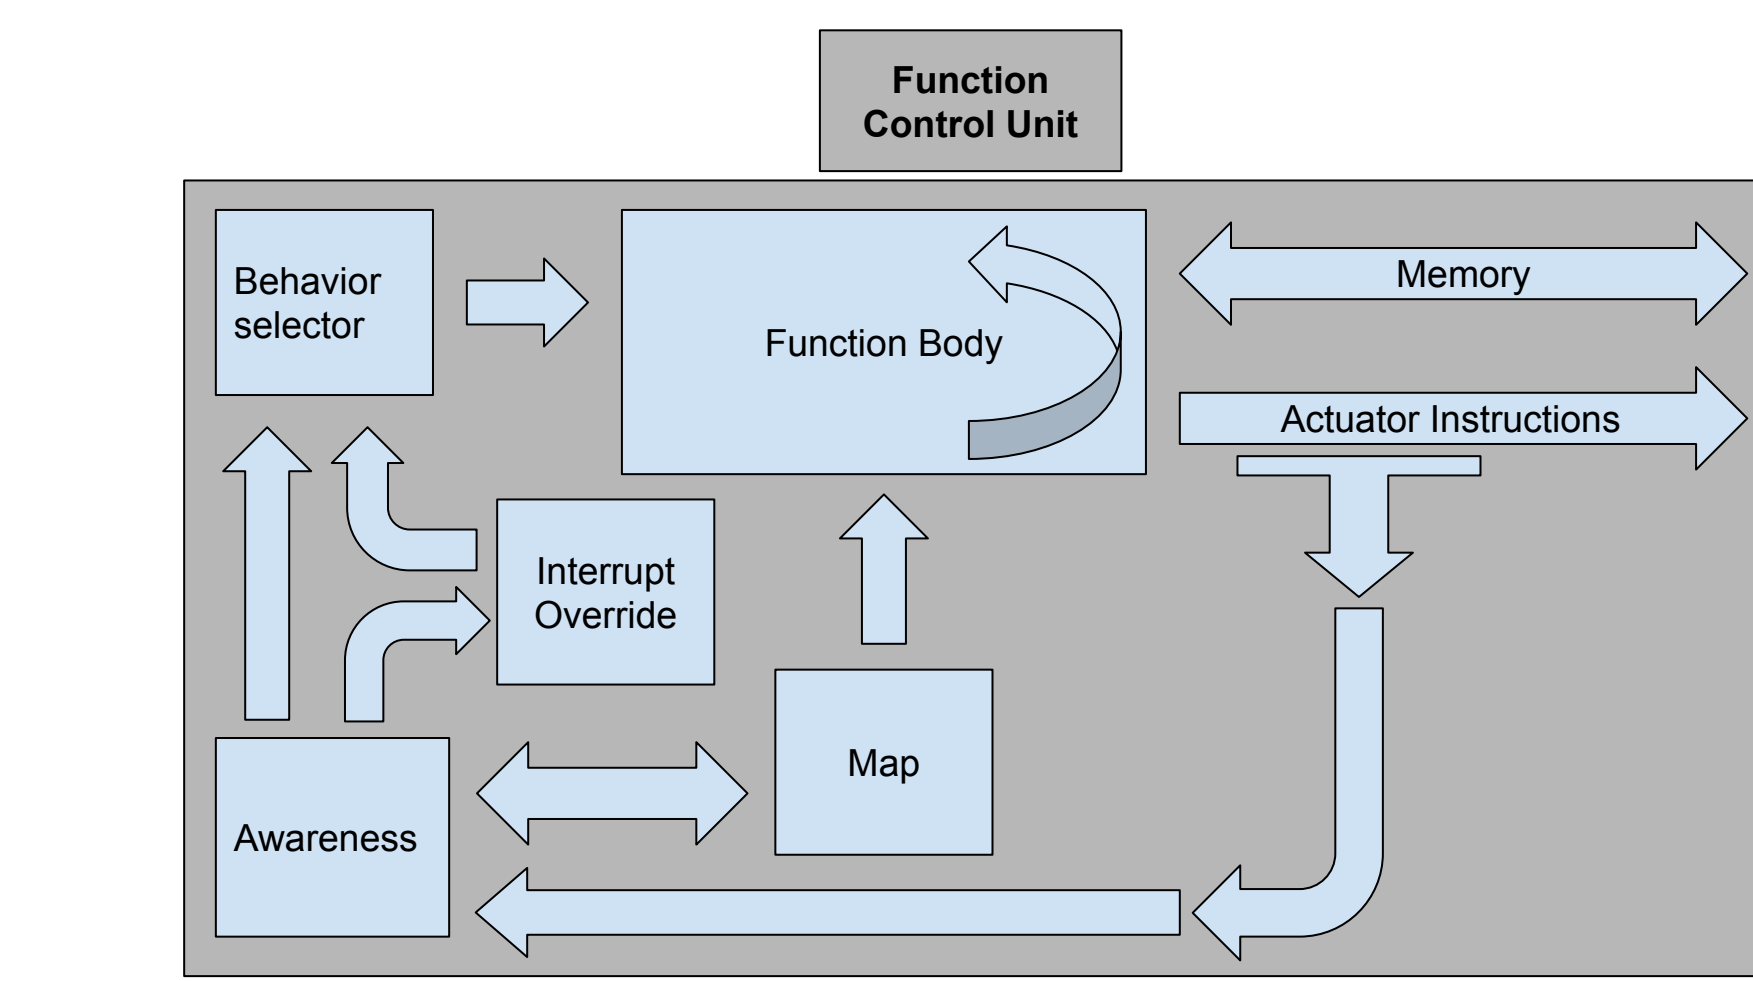 Function
Control Unit
Behavior
selector
Function Body
Memory
Actuator Instructions
Interrupt
Override
Map
Awareness